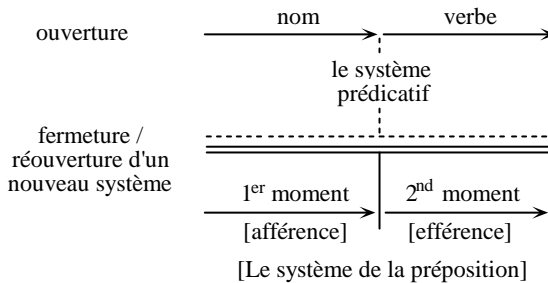 ouverture
nom
verbe
le système
prédicatif
fermeture /
réouverture d'un
nouveau système
1er moment
2nd moment
[afférence]
[efférence]
[Le système de la préposition]